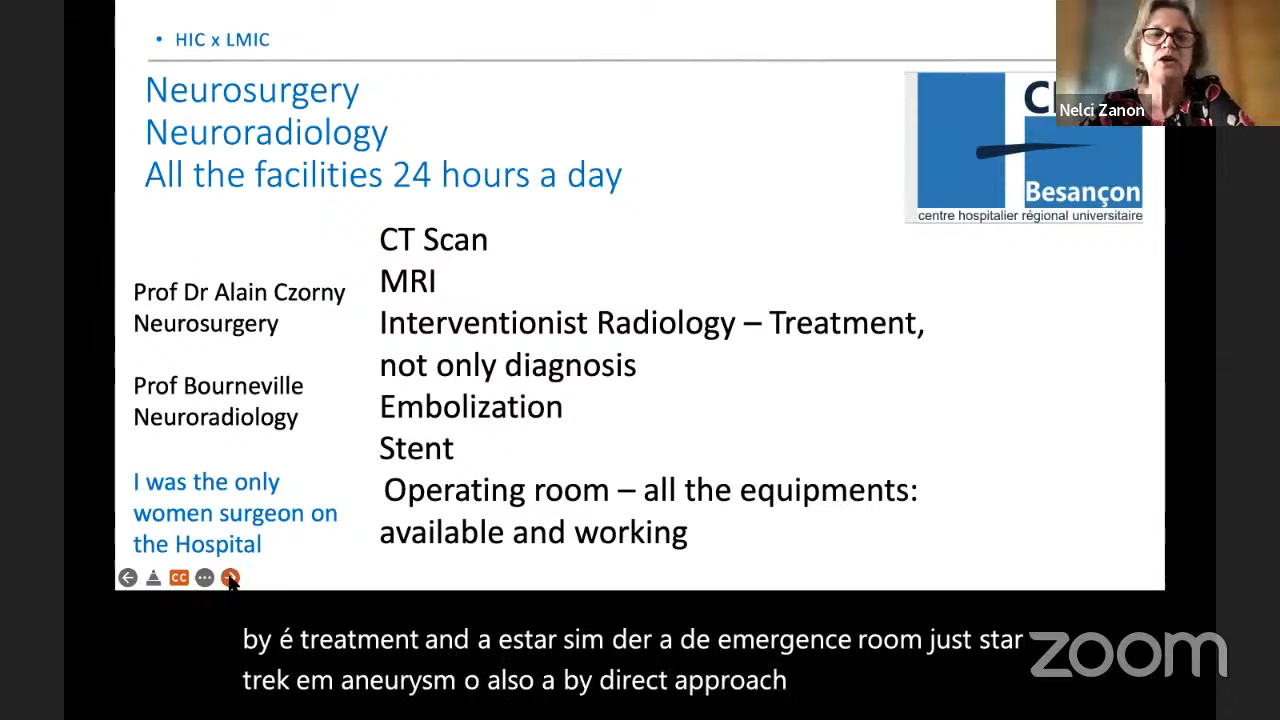 • HIC x LMIC
Neurosurgery
Neuroradiology
All the facilities 24 hours a day
Nelci Zanon
Besançon
centre hospitalier régional universitaire
CT Scan
MRI
Interventionist Radiology – Treatment,
not only diagnosis
Embolization
Stent
Operating room – all the equipments:
available and working
Prof Dr Alain Czorny
Neurosurgery
Prof Bourneville
Neuroradiology
I was the only
women surgeon on
the Hospital
CC
by é treatment and a estar sim der a de emergence room just star
trek em aneurysm o also a by direct approach
zoom